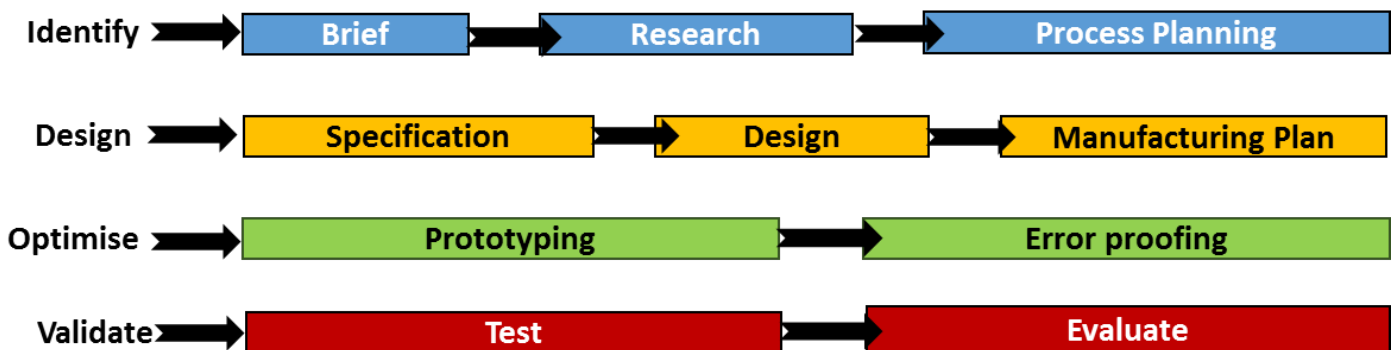 Identify Brief Research Process Planning
Design Specification Design Manufacturing Plan
Optimise Prototyping Error proofing
Validate Test Evaluate